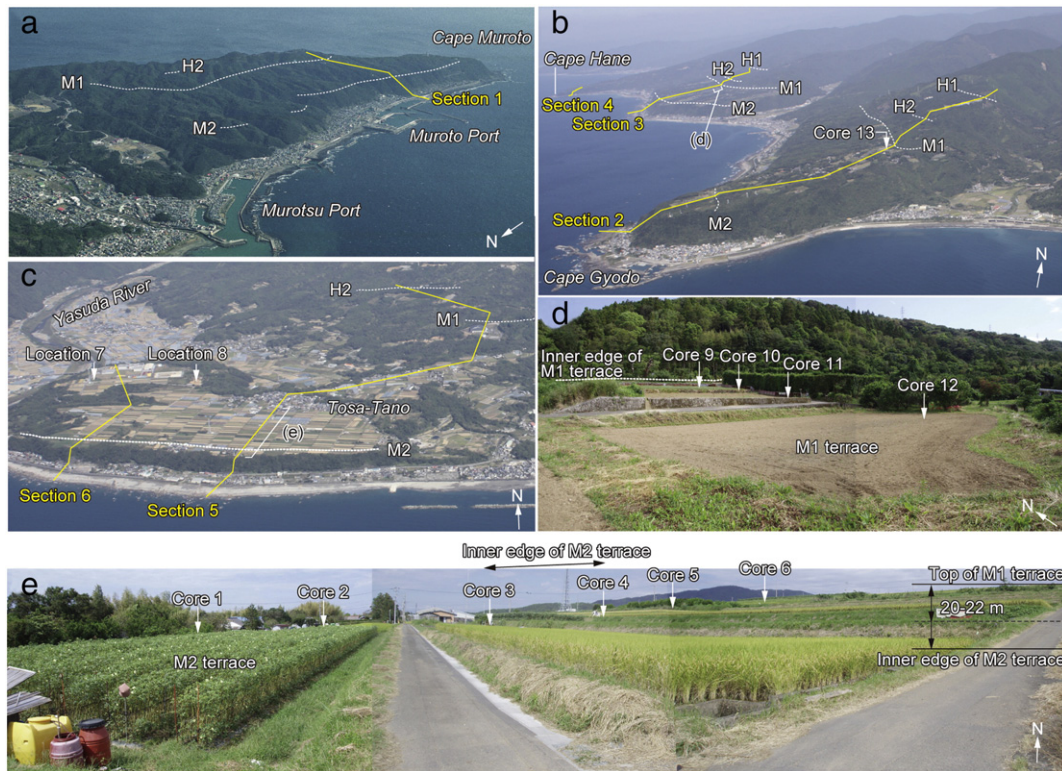 a
Cape Muroto
H2
M1
Section 1
M2
Muroto Port
Murotsu Port
N
b
Cape Hane
H1
H2
M1
H1
Section 4
M2
H2
Section 3
(d)
Core 13
M1
Section 2
M2
Cape Gyodo
N
c
Yasuda River
H2
M1
Location 7
Location 8
Tosa-Tano
(e)
M2
Section 6
Section 5
N
d
Inner edge of
M1 terrace
Core 9
Core 10
Core 11
Core 12
M1 terrace
N
e
Inner edge of M2 terrace
Core 1
Core 2
Core 3
Core 4
Core 5
Core 6
Top of M1 terrace
20-22 m
M2 terrace
Inner edge of M2 terrace
N